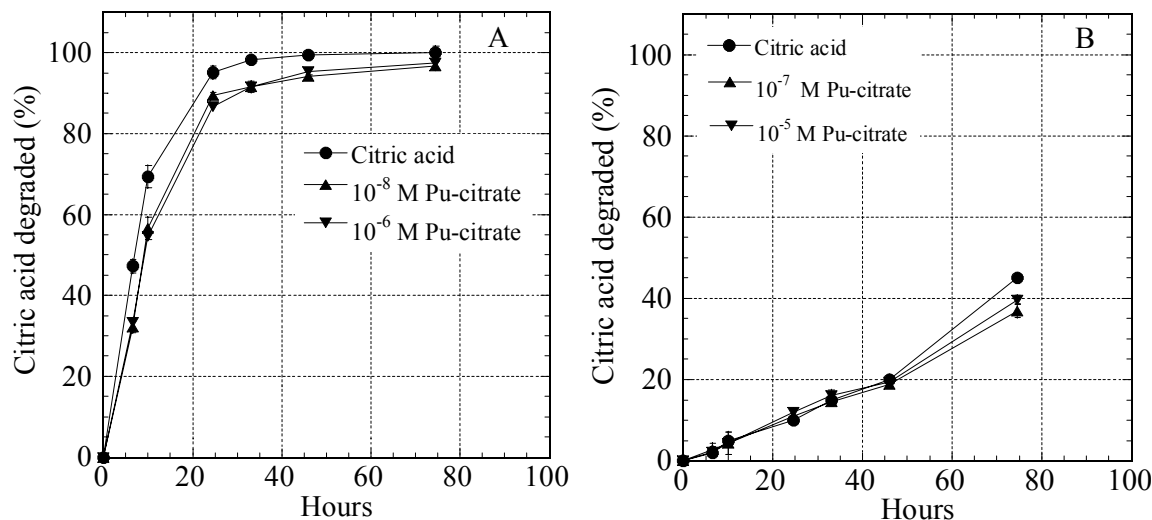 A
Citric acid degraded (%)
100
80
60
40
20
0
Citric acid
10⁻⁸ M Pu-citrate
10⁻⁶ M Pu-citrate
0 20 40 60 80 100
Hours
B
Citric acid degraded (%)
100
80
60
40
20
0
Citric acid
10⁻⁷ M Pu-citrate
10⁻⁵ M Pu-citrate
0 20 40 60 80 100
Hours